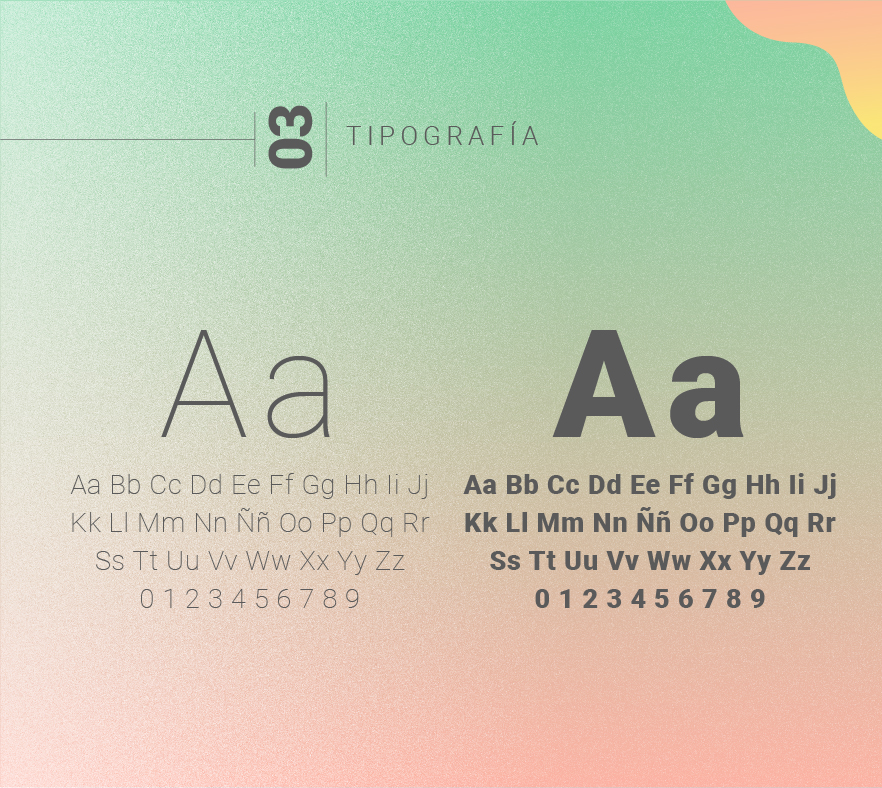 03
TIPOGRAFÍA
Aa
Aa Bb Cc Dd Ee Ff Gg Hh Ii Jj
Kk Ll Mm Nn Ññ Oo Pp Qq Rr
Ss Tt Uu Vv Ww Xx Yy Zz
0 1 2 3 4 5 6 7 8 9
Aa
Aa Bb Cc Dd Ee Ff Gg Hh Ii Jj
Kk Ll Mm Nn Ññ Oo Pp Qq Rr
Ss Tt Uu Vv Ww Xx Yy Zz
0 1 2 3 4 5 6 7 8 9